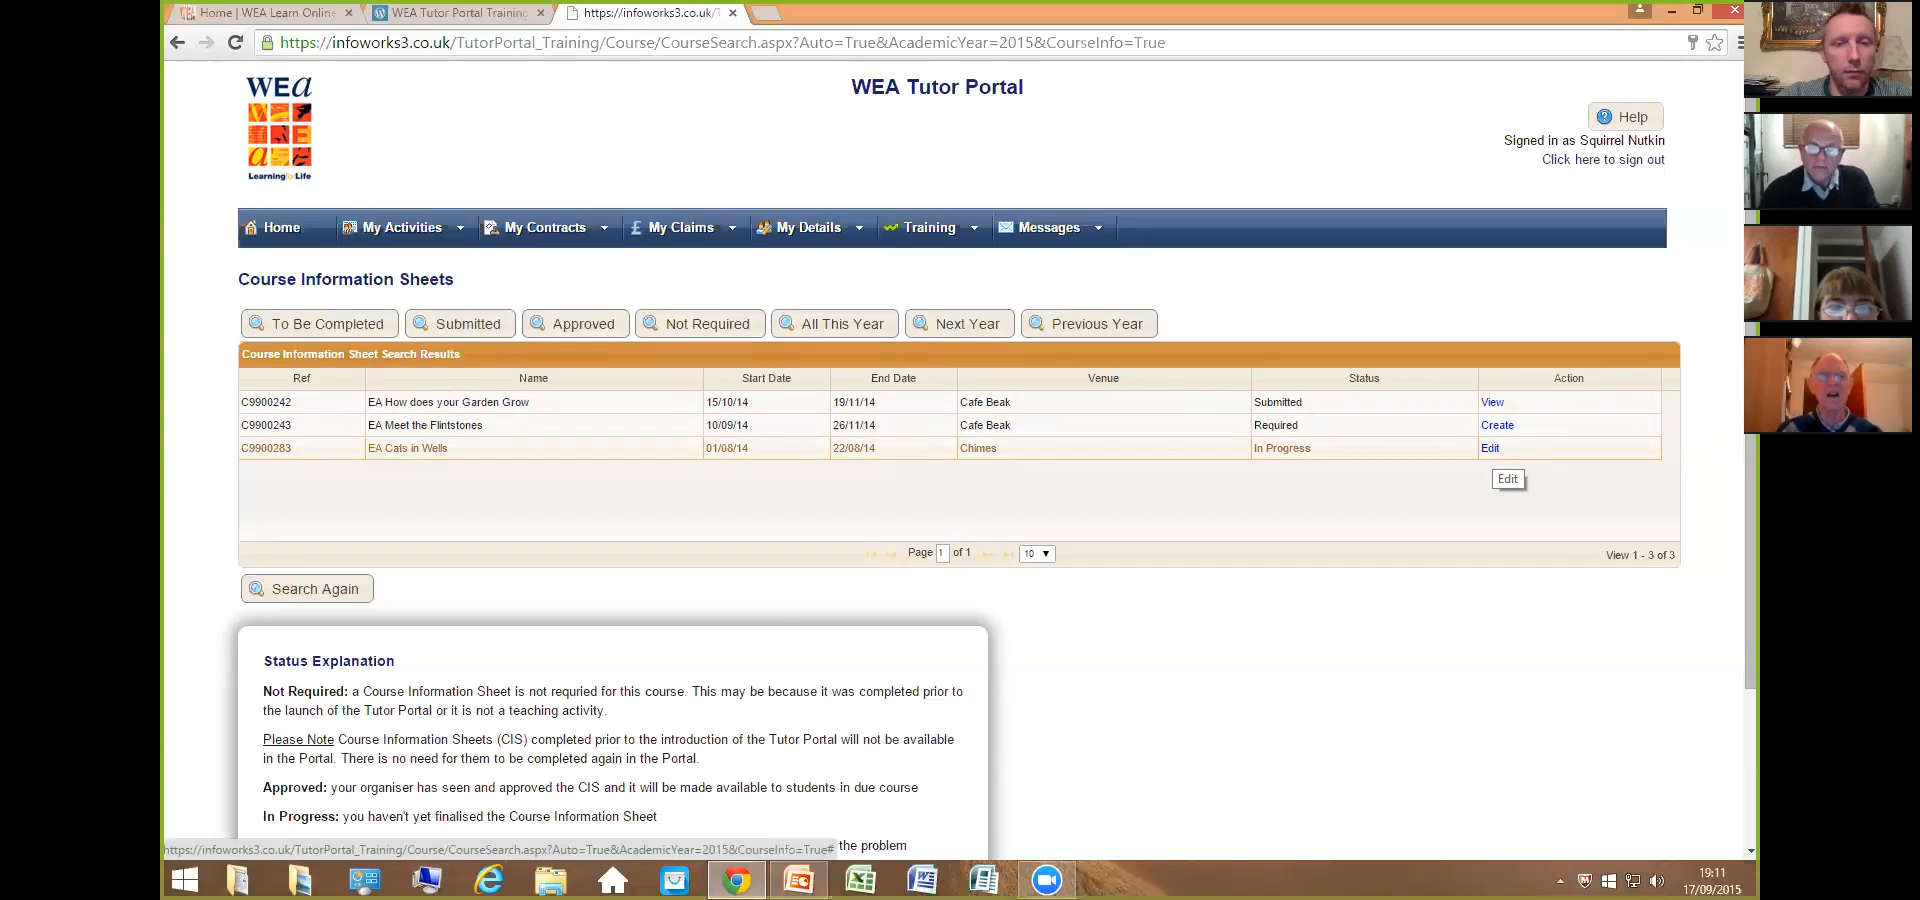 Home | WEA Learn Online
WEA Tutor Portal Training
https://infoworks3.co.uk/
https://infoworks3.co.uk/TutorPortal_Training/Course/CourseSearch.aspx?Auto=True&AcademicYear=2015&CourseInfo=True
WEA
WEA Tutor Portal
Help
Signed in as Squirrel Nutkin
Click here to sign out
Learning for Life
Home My Activities My Contracts My Claims My Details Training Messages
Course Information Sheets
To Be Completed Submitted Approved Not Required All This Year Next Year Previous Year
Course Information Sheet Search Results
Ref Name Start Date End Date Venue Status Action
C9900242 EA How does your Garden Grow 15/10/14 19/11/14 Cafe Beak Submitted View
C9900243 EA Meet the Flintstones 10/09/14 26/11/14 Cafe Beak Required Create
C9900283 EA Cats in Wells 01/08/14 22/08/14 Chimes In Progress Edit
Edit
Page 1 of 1 10 View 1 - 3 of 3
Search Again
Status Explanation
Not Required: a Course Information Sheet is not requried for this course. This may be because it was completed prior to
the launch of the Tutor Portal or it is not a teaching activity.
Please Note Course Information Sheets (CIS) completed prior to the introduction of the Tutor Portal will not be available
in the Portal. There is no need for them to be completed again in the Portal.
Approved: your organiser has seen and approved the CIS and it will be made available to students in due course
In Progress: you haven't yet finalised the Course Information Sheet
the problem
https://infoworks3.co.uk/TutorPortal_Training/Course/CourseSearch.aspx?Auto=True&AcademicYear=2015&CourseInfo=True#
19:11
17/09/2015